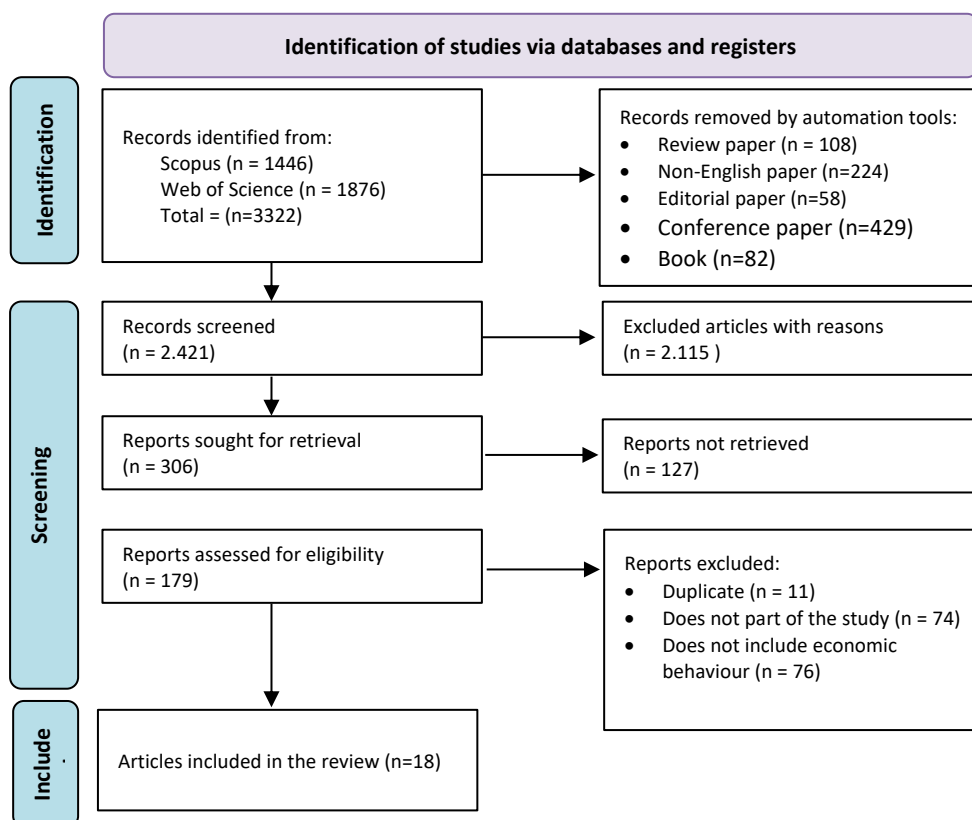 Identification of studies via databases and registers
Identification
Records identified from:
Scopus (n = 1446)
Web of Science (n = 1876)
Total = (n=3322)
Records removed by automation tools:
• Review paper (n = 108)
• Non-English paper (n=224)
• Editorial paper (n=58)
• Conference paper (n=429)
• Book (n=82)
Screening
Records screened
(n = 2.421)
Excluded articles with reasons
(n = 2.115 )
Reports sought for retrieval
(n = 306)
Reports not retrieved
(n = 127)
Reports assessed for eligibility
(n = 179)
Reports excluded:
• Duplicate (n = 11)
• Does not part of the study (n = 74)
• Does not include economic
behaviour (n = 76)
Include
Articles included in the review (n=18)